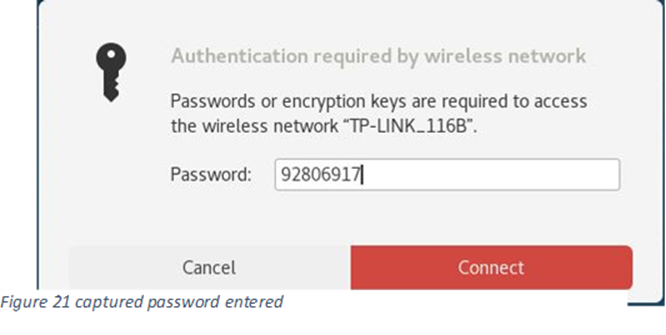 Authentication required by wireless network
Passwords or encryption keys are required to access
the wireless network “TP-LINK_116B”.
Password: 92806917
Cancel Connect
Figure 21 captured password entered